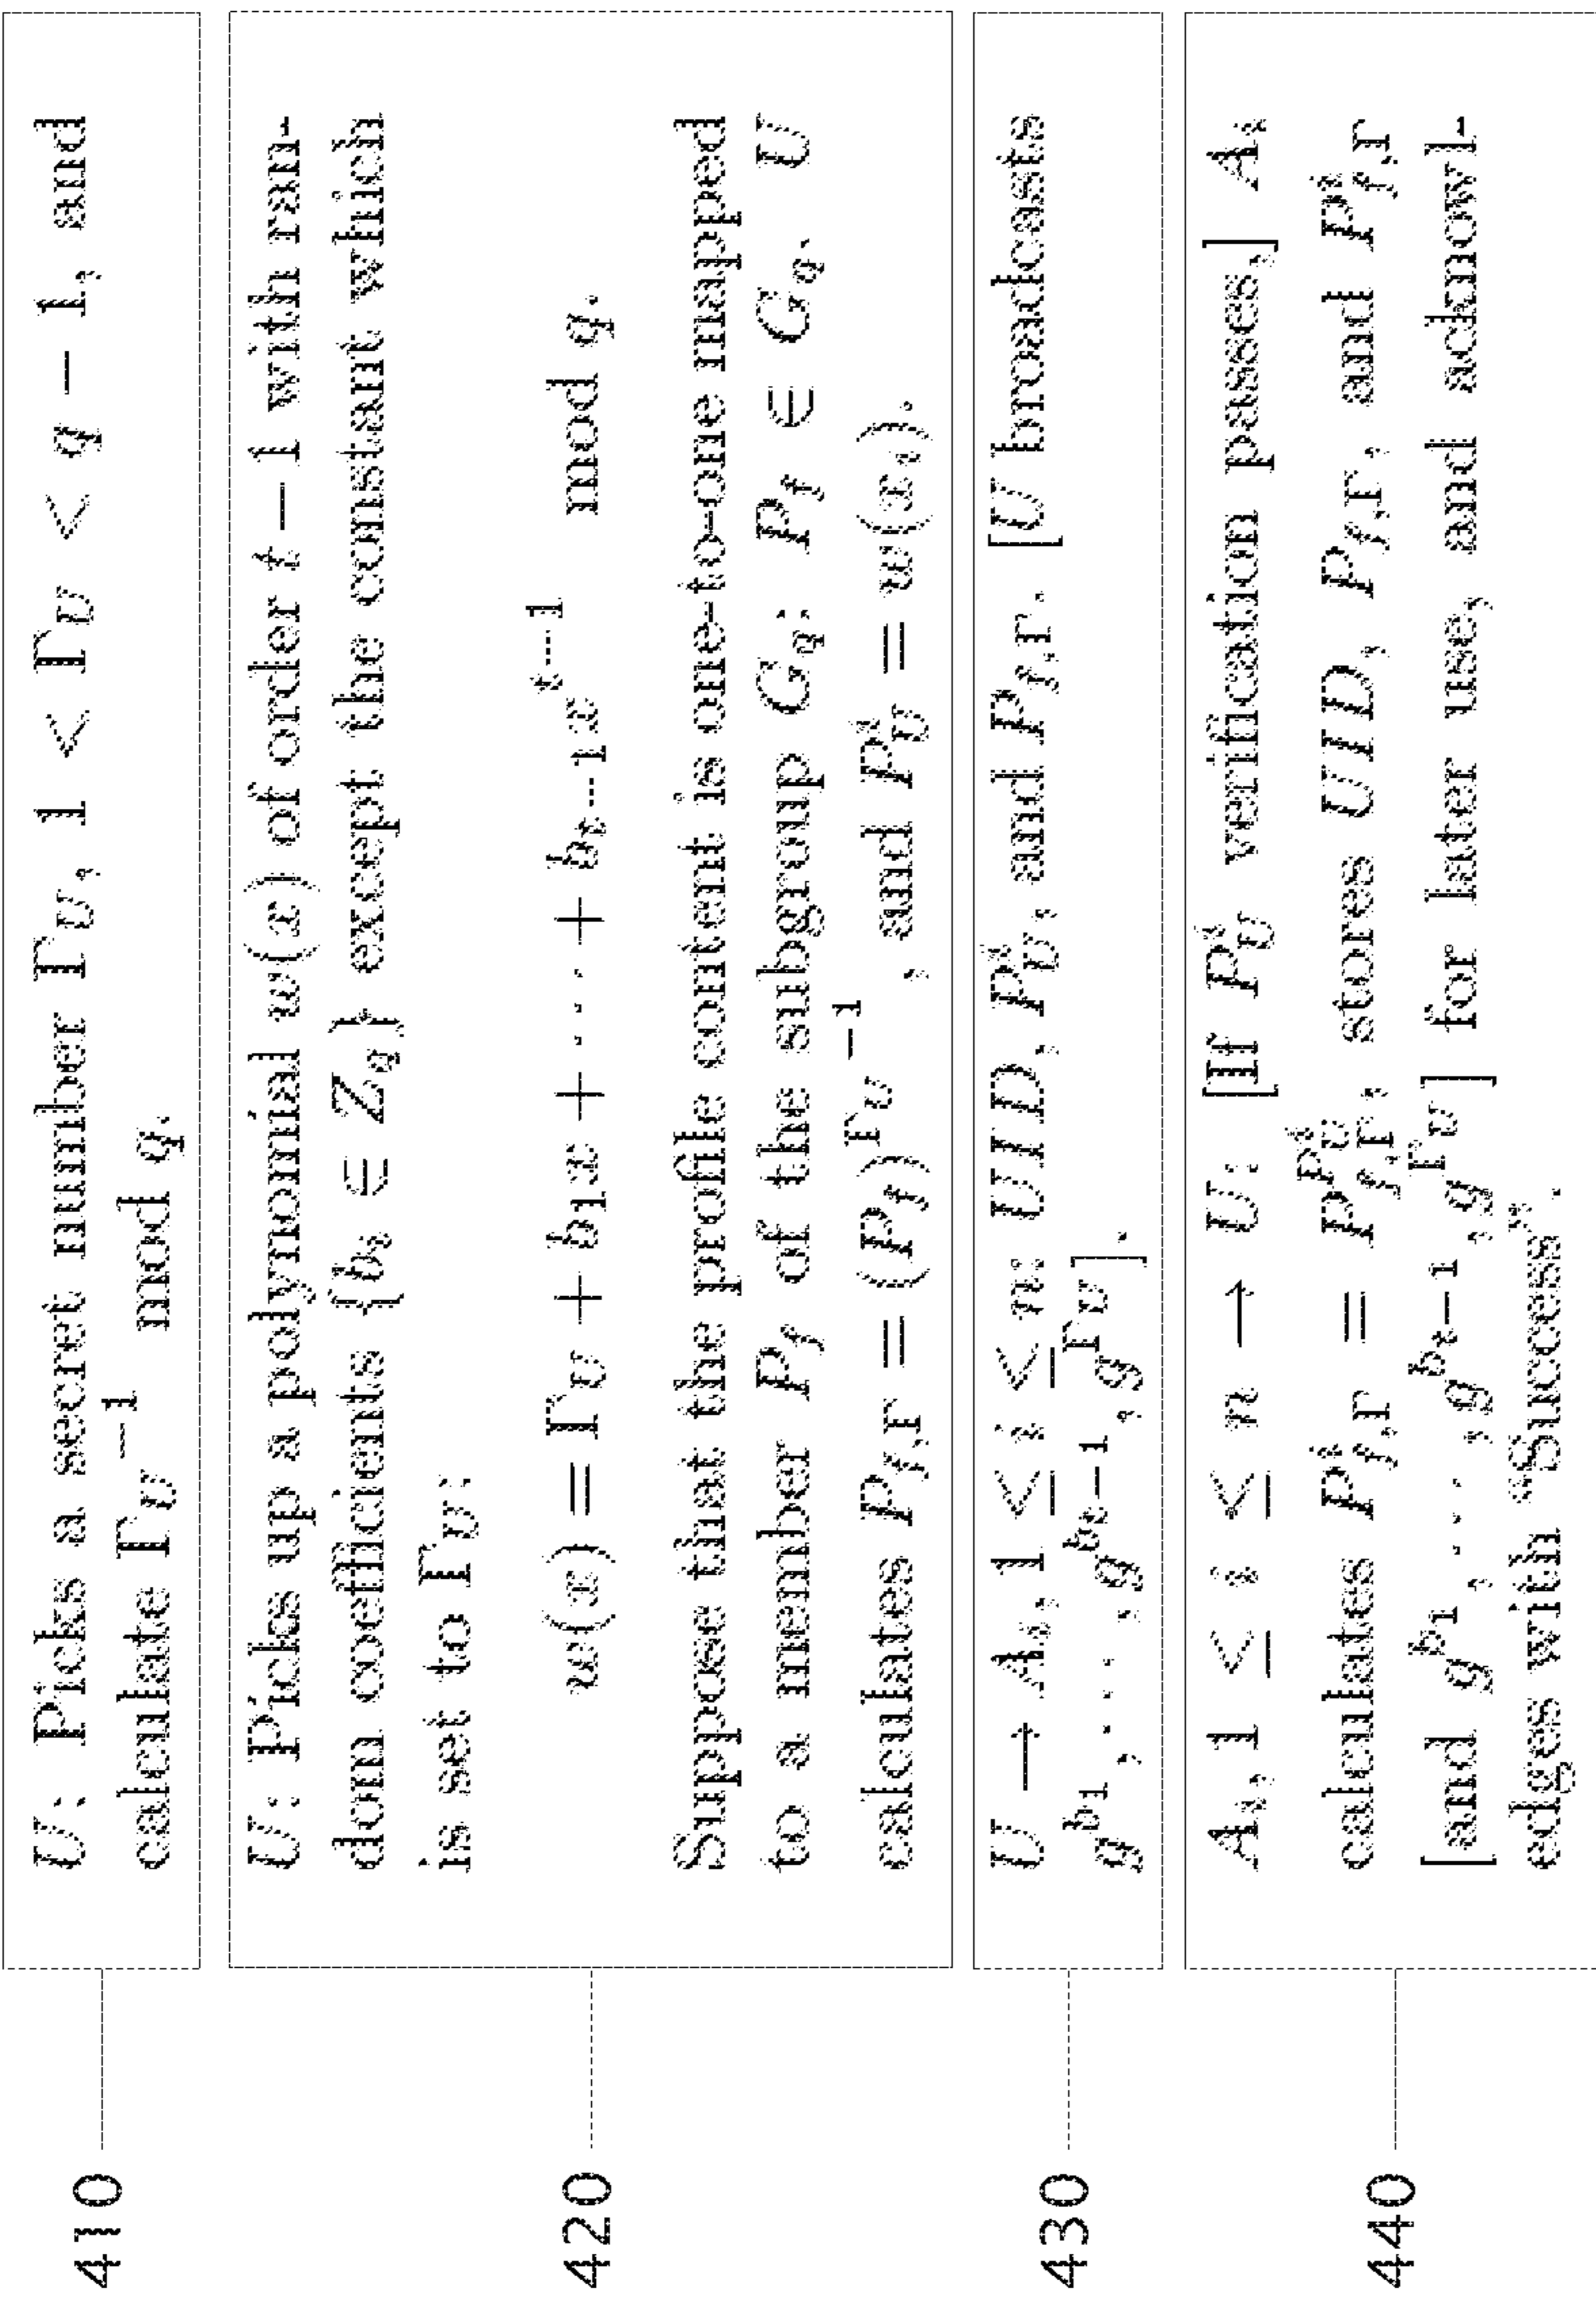 410
U: Picks a secret number Γ_U, 1 < Γ_U < q − 1, and
calculate Γ_U^{−1} mod q.
420
U: Picks up a polynomial w(x) of order t − 1 with ran-
dom coefficients {b_i ∈ Z_q} except the constant which
is set to Γ_U:
w(x) = Γ_U + b_1x + ... + b_{t−1}x^{t−1} mod q.
Suppose that the profile content is one-to-one mapped
to a member P_f of the subgroup G_q: P_f ∈ G_q. U
calculates P_{f,Γ} = (P_f)^{Γ_U^{−1}}, and P_U^i = w(x_i).
430
U → A_i, 1 ≤ i ≤ n: UID, P_U^i, and P_{f,Γ}. [U broadcasts
g^{b_1}, ..., g^{b_{t−1}}, g^{Γ_U}].
440
A_i, 1 ≤ i ≤ n → U: [If P_U^i verification passes,] A_i
calculates P_{f,Γ}^i = P_{f,Γ}^{P_U^i}, stores UID, P_{f,Γ}, and P_{f,Γ}^i
[and g^{b_1}, ..., g^{b_{t−1}}, g^{Γ_U}] for later use, and acknowl-
edges with "Success".